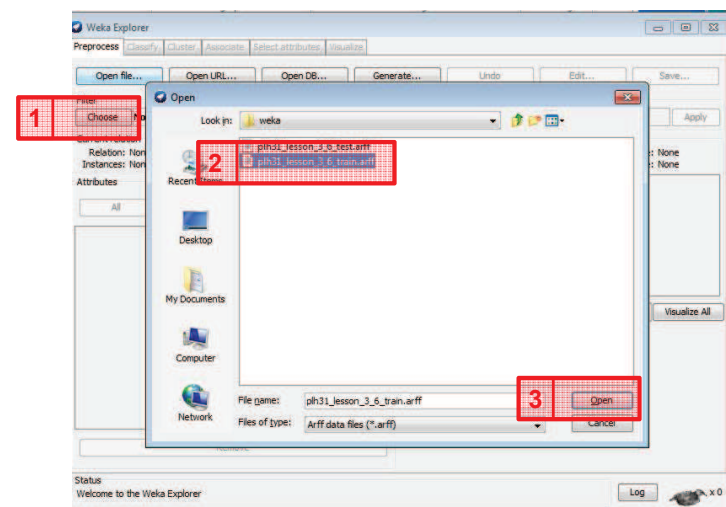 Weka Explorer
Preprocess Classify Cluster Associate Select attributes Visualize
Open file... Open URL... Open DB... Generate... Undo Edit... Save...
Filter
1 Choose Apply
Open
Look in: weka
Relation: Non : None
Instances: Non : None
Attributes
All
2
plh31_lesson_3_6_test.arff
plh31_lesson_3_6_train.arff
Recent Items
Desktop
My Documents
Visualize All
Computer
Network
File name: plh31_lesson_3_6_train.arff
3 Open
Files of type: Arff data files (*.arff) Cancel
Remove
Status
Welcome to the Weka Explorer
Log x 0